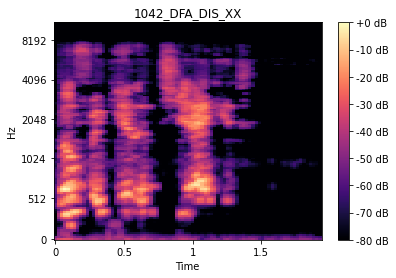 1042_DFA_DIS_XX
Hz
8192
4096
2048
1024
512
0
0
0.5
1
1.5
Time
+0 dB
-10 dB
-20 dB
-30 dB
-40 dB
-50 dB
-60 dB
-70 dB
-80 dB